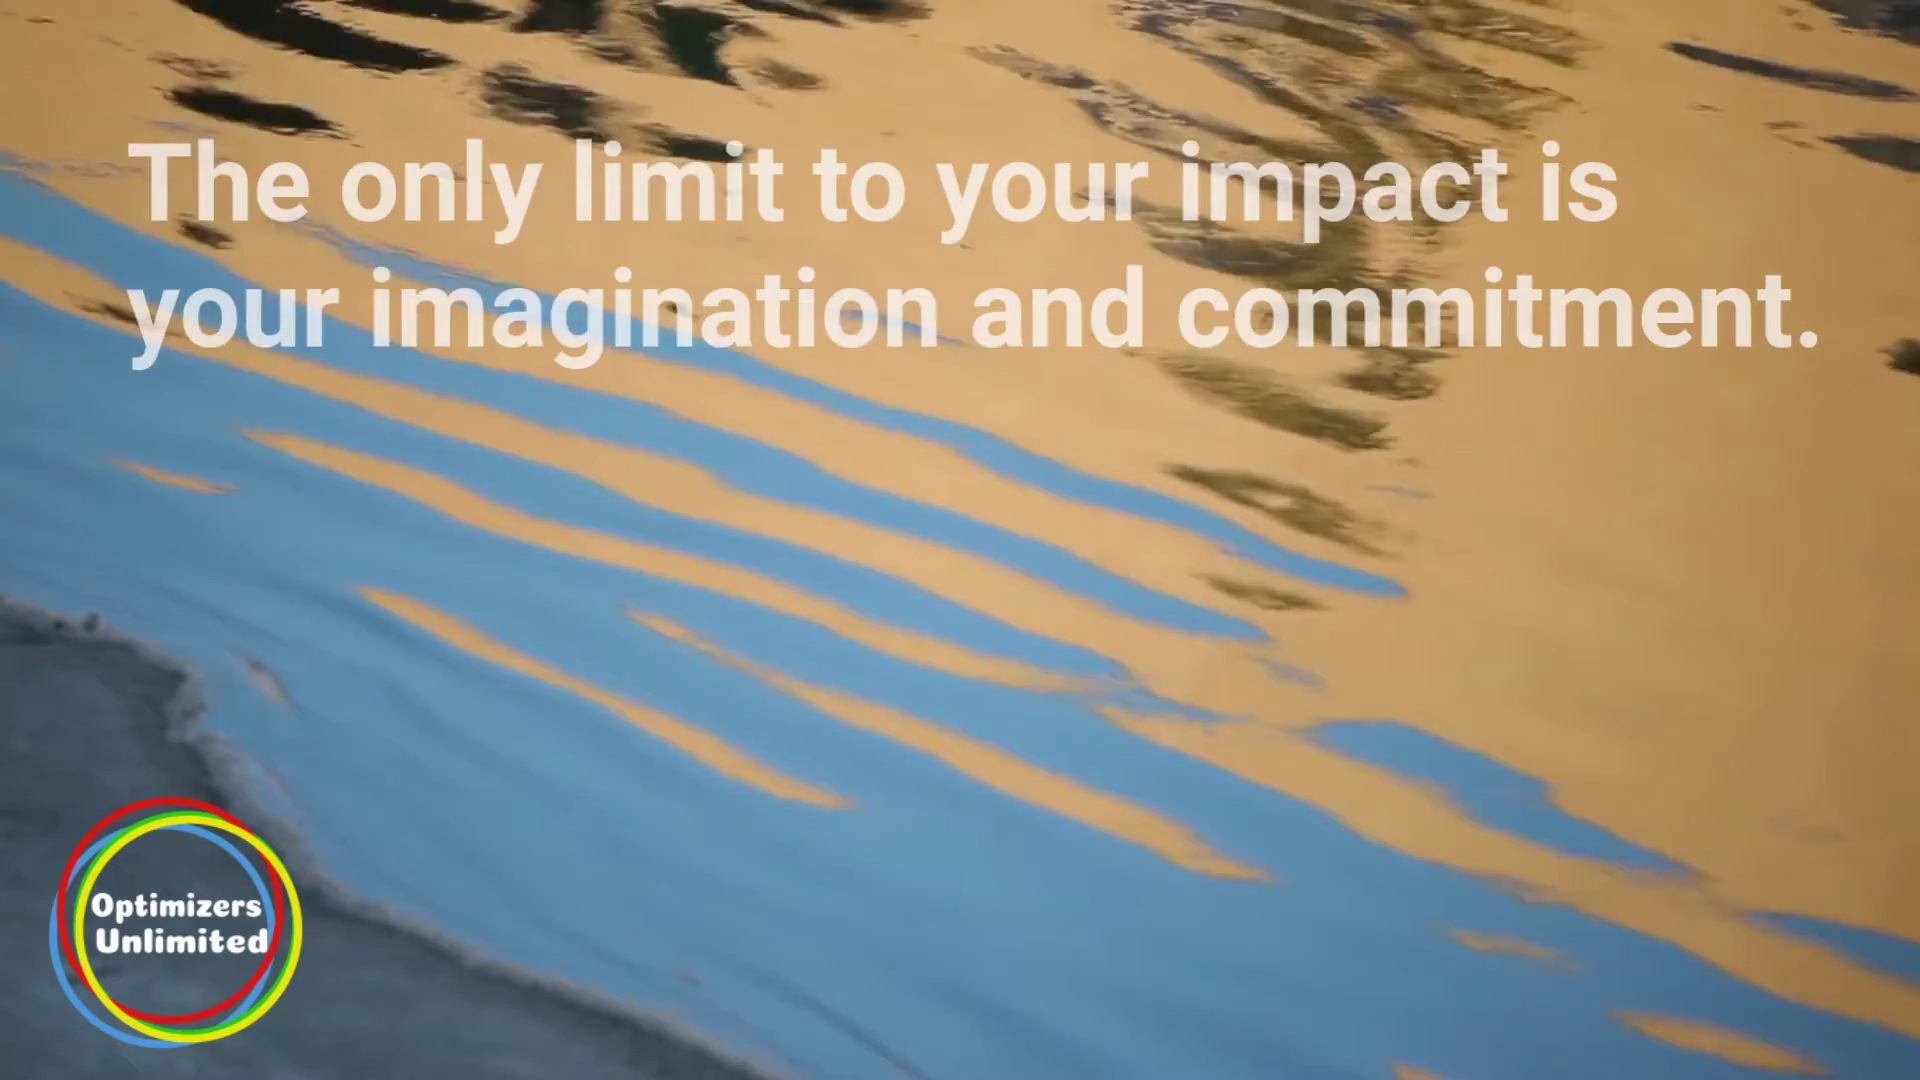 The only limit to your impact is
your imagination and commitment.
Optimizers
Unlimited